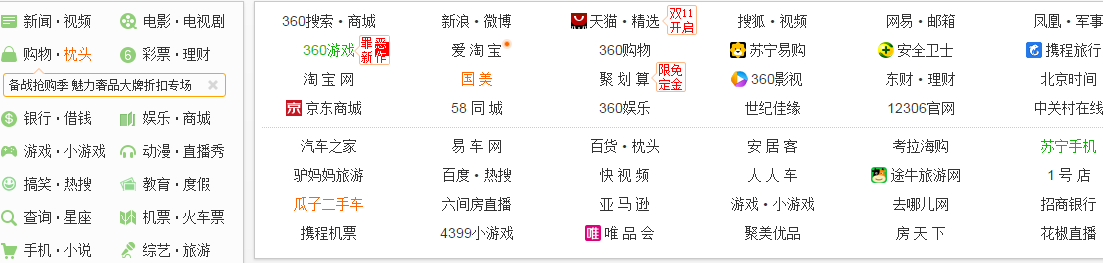 新闻·视频 电影·电视剧
购物·枕头 6 彩票·理财
备战抢购季 魅力奢品大牌折扣专场 ×
$ 银行·借钱 娱乐·商城
游戏·小游戏 动漫·直播秀
搞笑·热搜 教育·度假
查询·星座 机票·火车票
手机·小说 综艺·旅游
360搜索·商城 新浪·微博 天猫·精选 双11开启 搜狐·视频 网易·邮箱 凤凰·军事
360游戏 罪恶新作 爱淘宝 360购物 苏宁易购 安全卫士 携程旅行
淘宝网 国美 聚划算 限免定金 360影视 东财·理财 北京时间
京 京东商城 58同城 360娱乐 世纪佳缘 12306官网 中关村在线
汽车之家 易车网 百货·枕头 安居客 考拉海购 苏宁手机
驴妈妈旅游 百度·热搜 快视频 人人车 途牛旅游网 1号店
瓜子二手车 六间房直播 亚马逊 游戏·小游戏 去哪儿网 招商银行
携程机票 4399小游戏 唯 唯品会 聚美优品 房天下 花椒直播